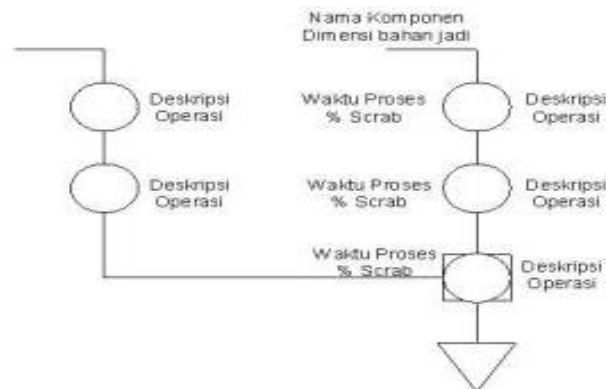 Nama Komponen
Dimensi bahan jadi
Deskripsi
Operasi
Waktu Proses
% Scrab
Deskripsi
Operasi
Deskripsi
Operasi
Waktu Proses
% Scrab
Deskripsi
Operasi
Waktu Proses
% Scrab
Deskripsi
Operasi